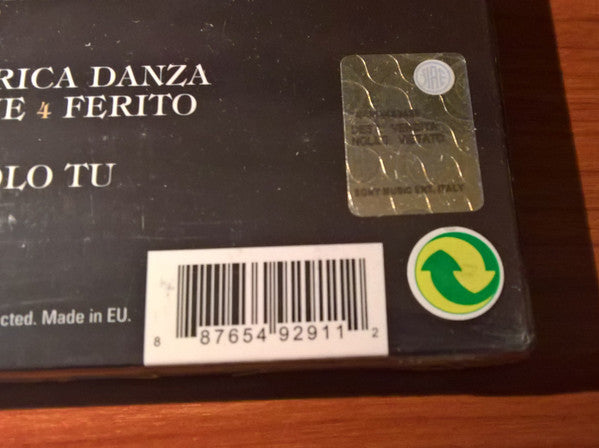 RICA DANZA
E 4 FERITO
OLO TU
SIAE
VIETATO
SONY MUSIC ENT. ITALY
cted. Made in EU.
8 87654 92911 2